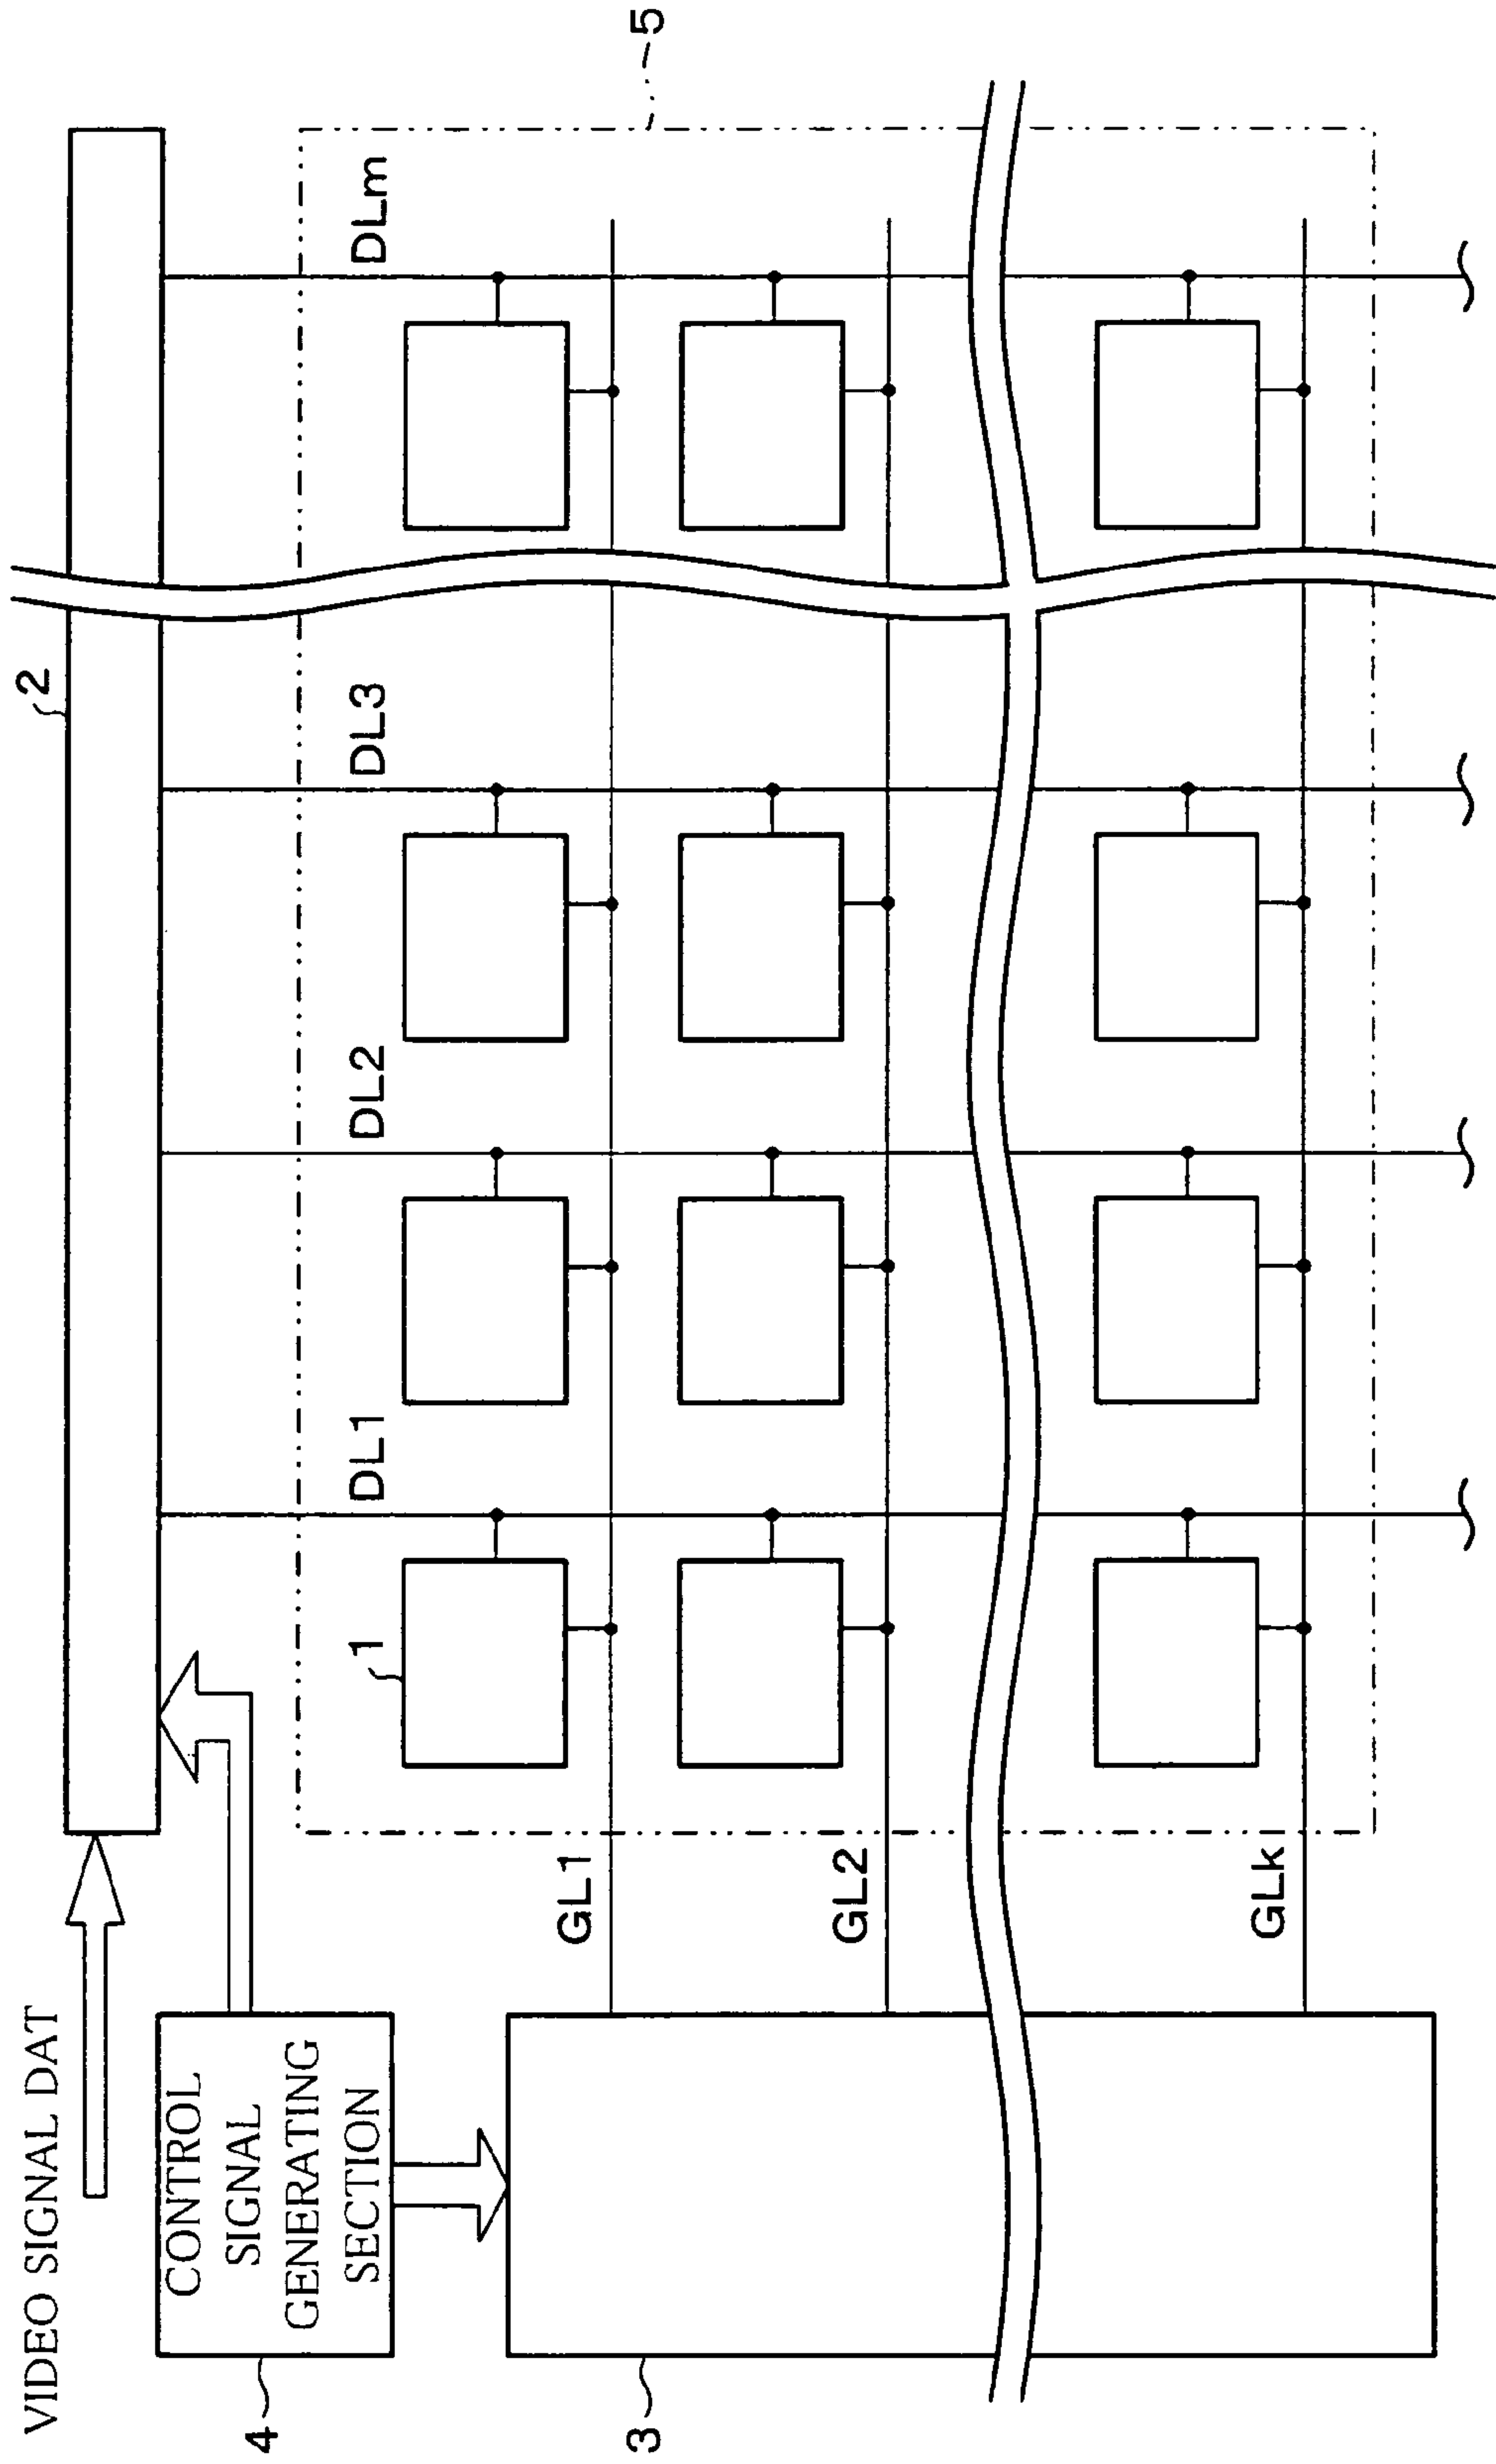 VIDEO SIGNAL DAT
2
5
4
CONTROL
SIGNAL
GENERATING
SECTION
DL1
DL2
DL3
DLm
1
GL1
3
GL2
GLk